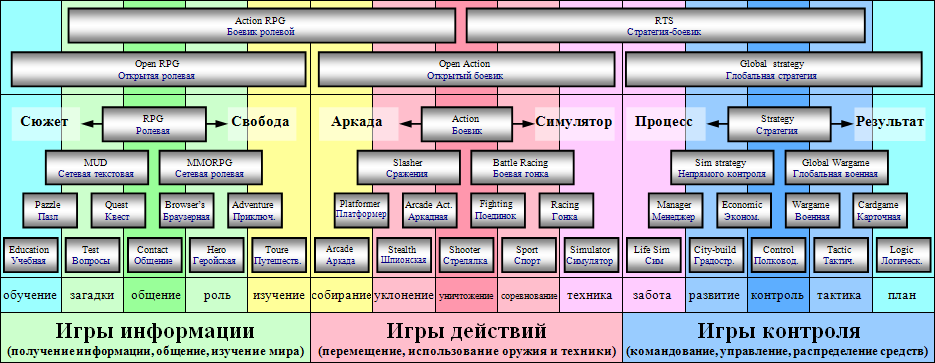 Action RPG
Боевик ролевой
RTS
Стратегия-боевик
Open RPG
Открытая ролевая
Open Action
Открытый боевик
Global strategy
Глобальная стратегия
Сюжет
RPG
Ролевая
Свобода
Аркада
Action
Боевик
Симулятор
Процесс
Strategy
Стратегия
Результат
MUD
Сетевая текстовая
MMORPG
Сетевая ролевая
Slasher
Сражения
Battle Racing
Боевая гонка
Sim strategy
Непрямого контроля
Global Wargame
Глобальная военная
Pazzle
Пазл
Quest
Квест
Browser's
Браузерная
Adventure
Приключ.
Platformer
Платформер
Arcade Act.
Аркадная
Fighting
Поединок
Racing
Гонка
Manager
Менеджер
Economic
Эконом.
Wargame
Военная
Cardgame
Карточная
Education
Учебная
Test
Вопросы
Contact
Общение
Hero
Геройская
Toure
Путешеств.
Arcade
Аркада
Stealth
Шпионская
Shooter
Стрелялка
Sport
Спорт
Simulator
Симулятор
Life Sim
Сим
City-build
Градостр.
Control
Полковод.
Tactic
Тактич.
Logic
Логическ.
обучение
загадки
общение
роль
изучение
собирание
уклонение
уничтожение
соревнование
техника
забота
развитие
контроль
тактика
план
Игры информации
(получение информации, общение, изучение мира)
Игры действий
(перемещение, использование оружия и техники)
Игры контроля
(командование, управление, распределение средств)